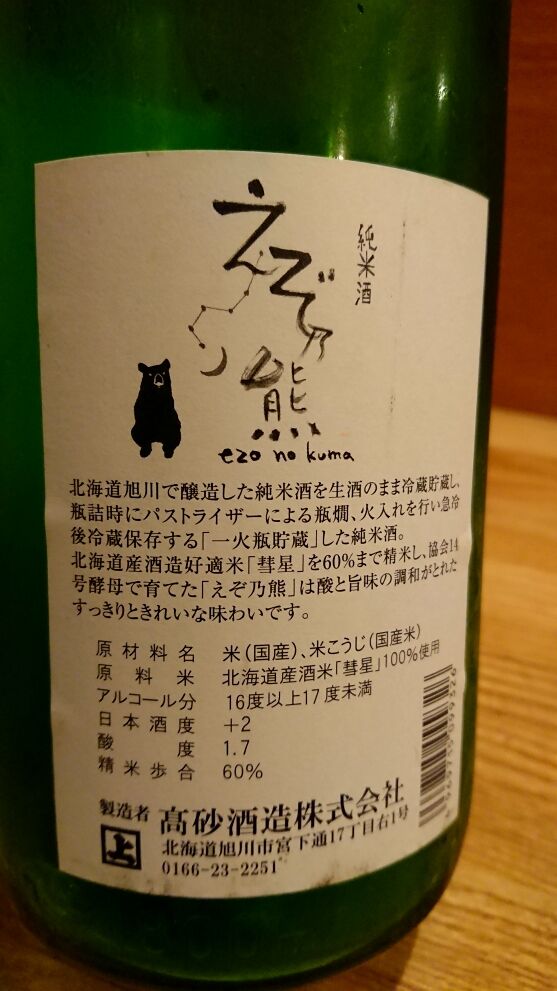 えぞ乃熊
純米酒
ezo no kuma
北海道旭川で醸造した純米酒を生酒のまま冷蔵貯蔵し、
瓶詰時にパストライザーによる瓶燗、火入れを行い急冷
後冷蔵保存する「一火瓶貯蔵」した純米酒。
北海道産酒造好適米「彗星」を60%まで精米し、協会14
号酵母で育てた「えぞ乃熊」は酸と旨味の調和がとれた
すっきりときれいな味わいです。
原材料名 米(国産)、米こうじ(国産米)
原料米 北海道産酒米「彗星」100%使用
アルコール分 16度以上17度未満
日本酒度 +2
酸度 1.7
精米歩合 60%
製造者 髙砂酒造株式会社
上 北海道旭川市宮下通17丁目右1号
0166-23-2251